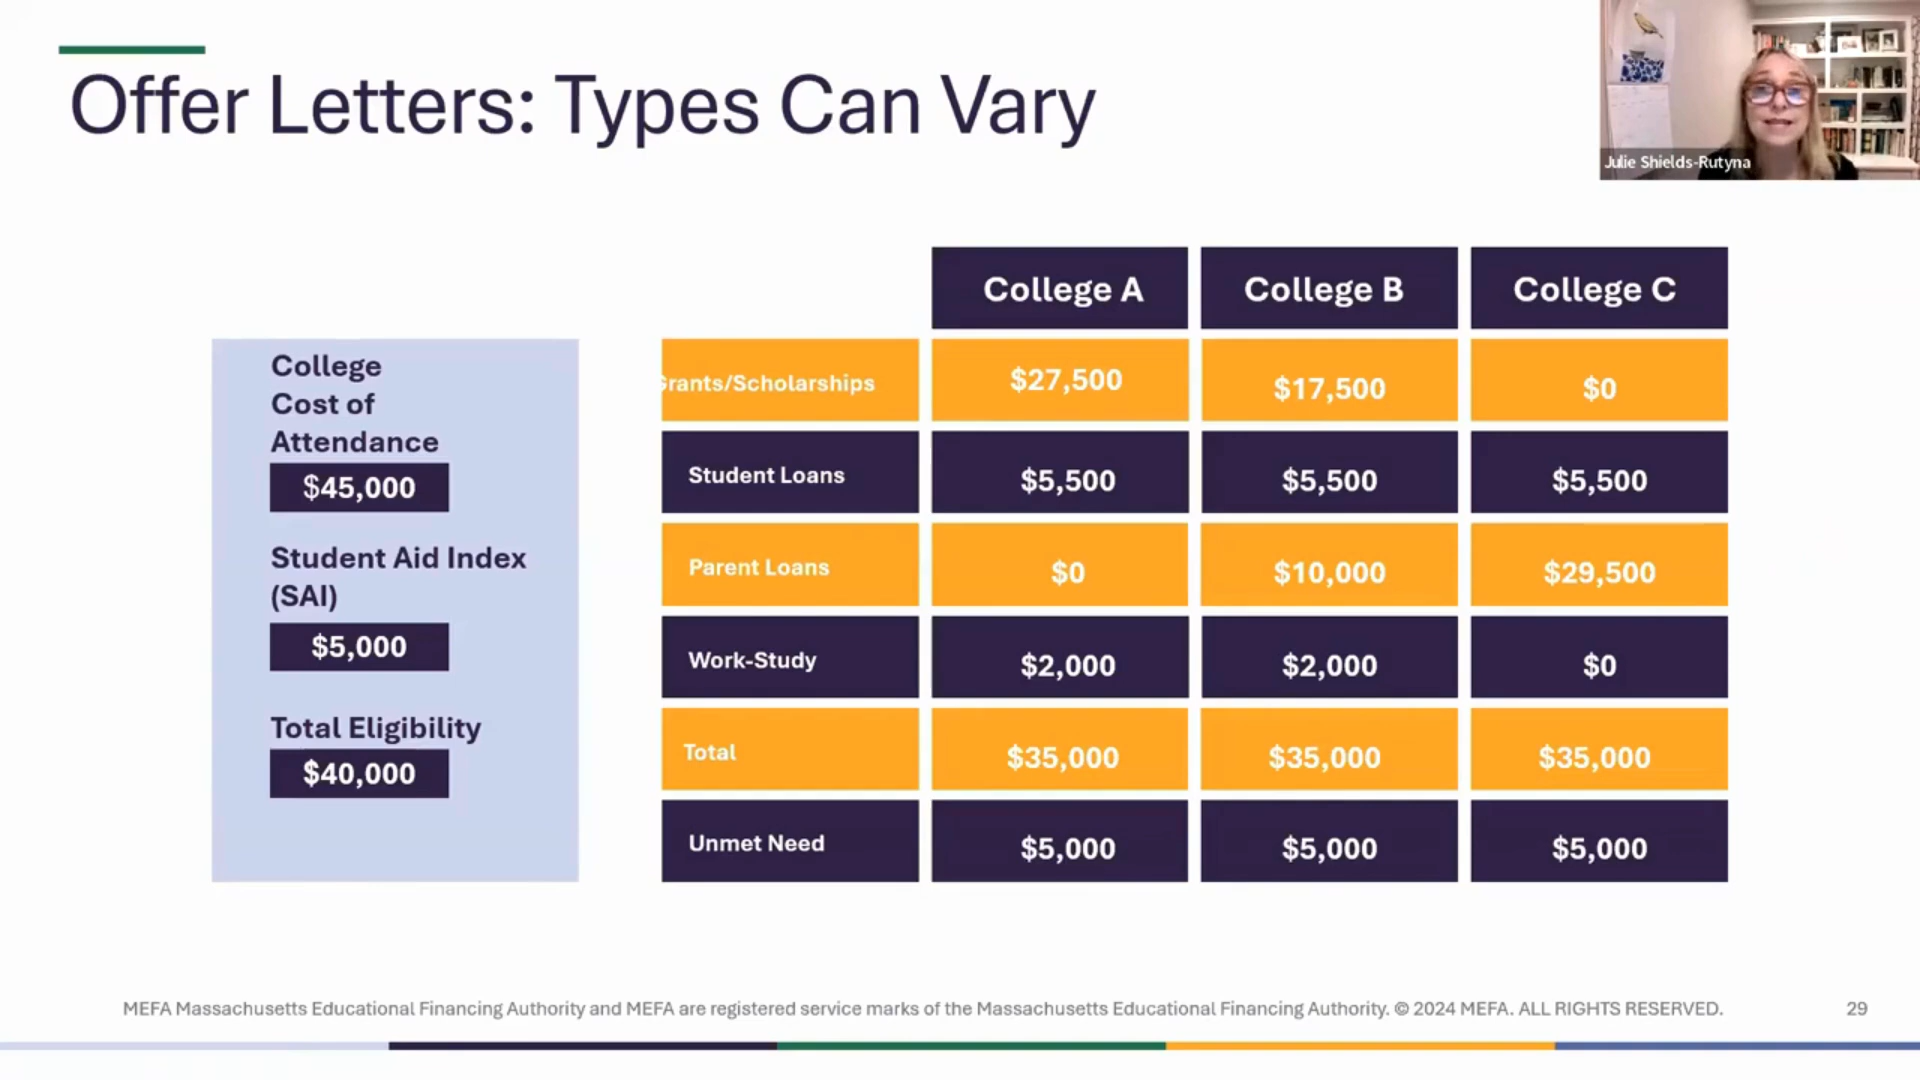 Offer Letters: Types Can Vary
Julie Shields-Rutyna
College A
College B
College C
College
Cost of
Attendance
$45,000
Student Aid Index
(SAI)
$5,000
Total Eligibility
$40,000
Grants/Scholarships
$27,500
$17,500
$0
Student Loans
$5,500
$5,500
$5,500
Parent Loans
$0
$10,000
$29,500
Work-Study
$2,000
$2,000
$0
Total
$35,000
$35,000
$35,000
Unmet Need
$5,000
$5,000
$5,000
MEFA Massachusetts Educational Financing Authority and MEFA are registered service marks of the Massachusetts Educational Financing Authority. © 2024 MEFA. ALL RIGHTS RESERVED.
29